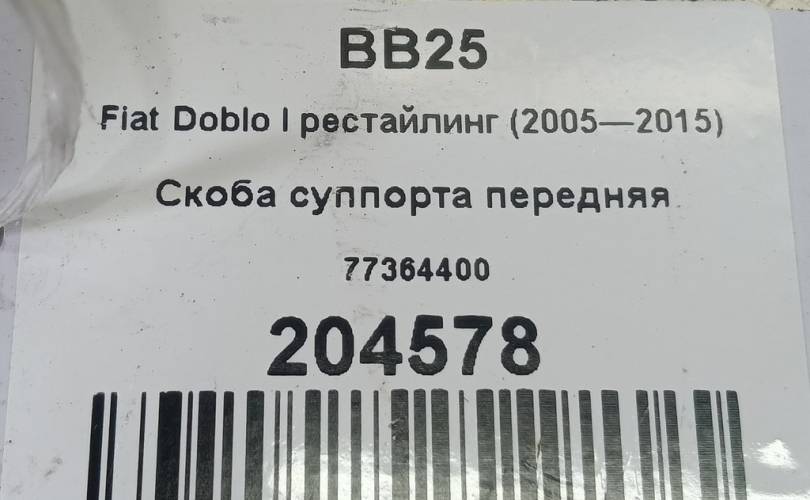 BB25
Fiat Doblo I рестайлинг (2005—2015)
Скоба суппорта передняя
77364400
204578